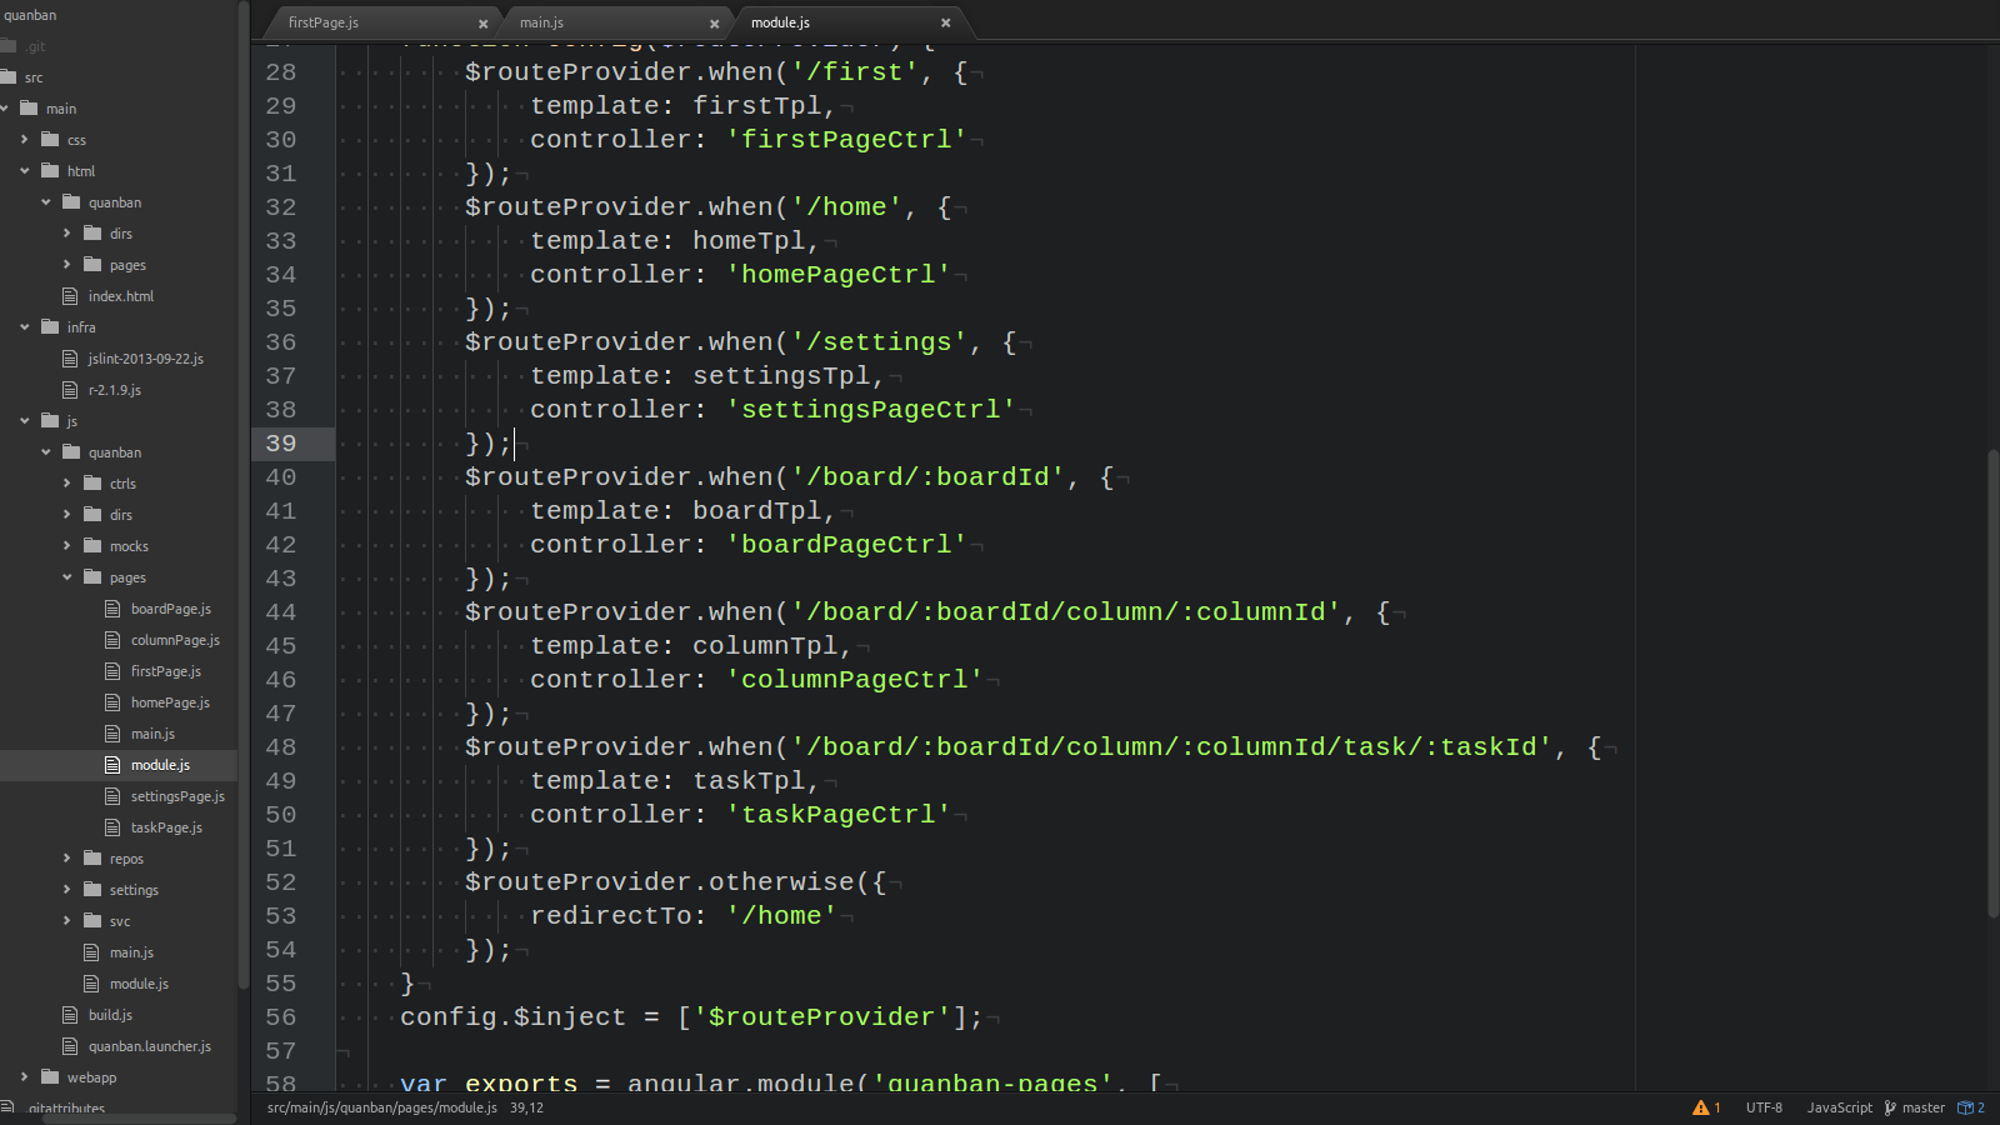 quanban
.git
src
main
css
html
quanban
dirs
pages
index.html
infra
jslint-2013-09-22.js
r-2.1.9.js
js
quanban
ctrls
dirs
mocks
pages
boardPage.js
columnPage.js
firstPage.js
homePage.js
main.js
module.js
settingsPage.js
taskPage.js
repos
settings
svc
main.js
module.js
build.js
quanban.launcher.js
webapp
.gitattributes
firstPage.js × main.js × module.js ×
27 function config($routeProvider) {
28 $routeProvider.when('/first', {¬
29 template: firstTpl,¬
30 controller: 'firstPageCtrl'¬
31 });¬
32 $routeProvider.when('/home', {¬
33 template: homeTpl,¬
34 controller: 'homePageCtrl'¬
35 });¬
36 $routeProvider.when('/settings', {¬
37 template: settingsTpl,¬
38 controller: 'settingsPageCtrl'¬
39 });¬
40 $routeProvider.when('/board/:boardId', {¬
41 template: boardTpl,¬
42 controller: 'boardPageCtrl'¬
43 });¬
44 $routeProvider.when('/board/:boardId/column/:columnId', {¬
45 template: columnTpl,¬
46 controller: 'columnPageCtrl'¬
47 });¬
48 $routeProvider.when('/board/:boardId/column/:columnId/task/:taskId', {¬
49 template: taskTpl,¬
50 controller: 'taskPageCtrl'¬
51 });¬
52 $routeProvider.otherwise({¬
53 redirectTo: '/home'¬
54 });¬
55 }¬
56 config.$inject = ['$routeProvider'];¬
57 ¬
58 var exports = angular.module('quanban-pages', [¬
src/main/js/quanban/pages/module.js 39,12 1 UTF-8 JavaScript master 2